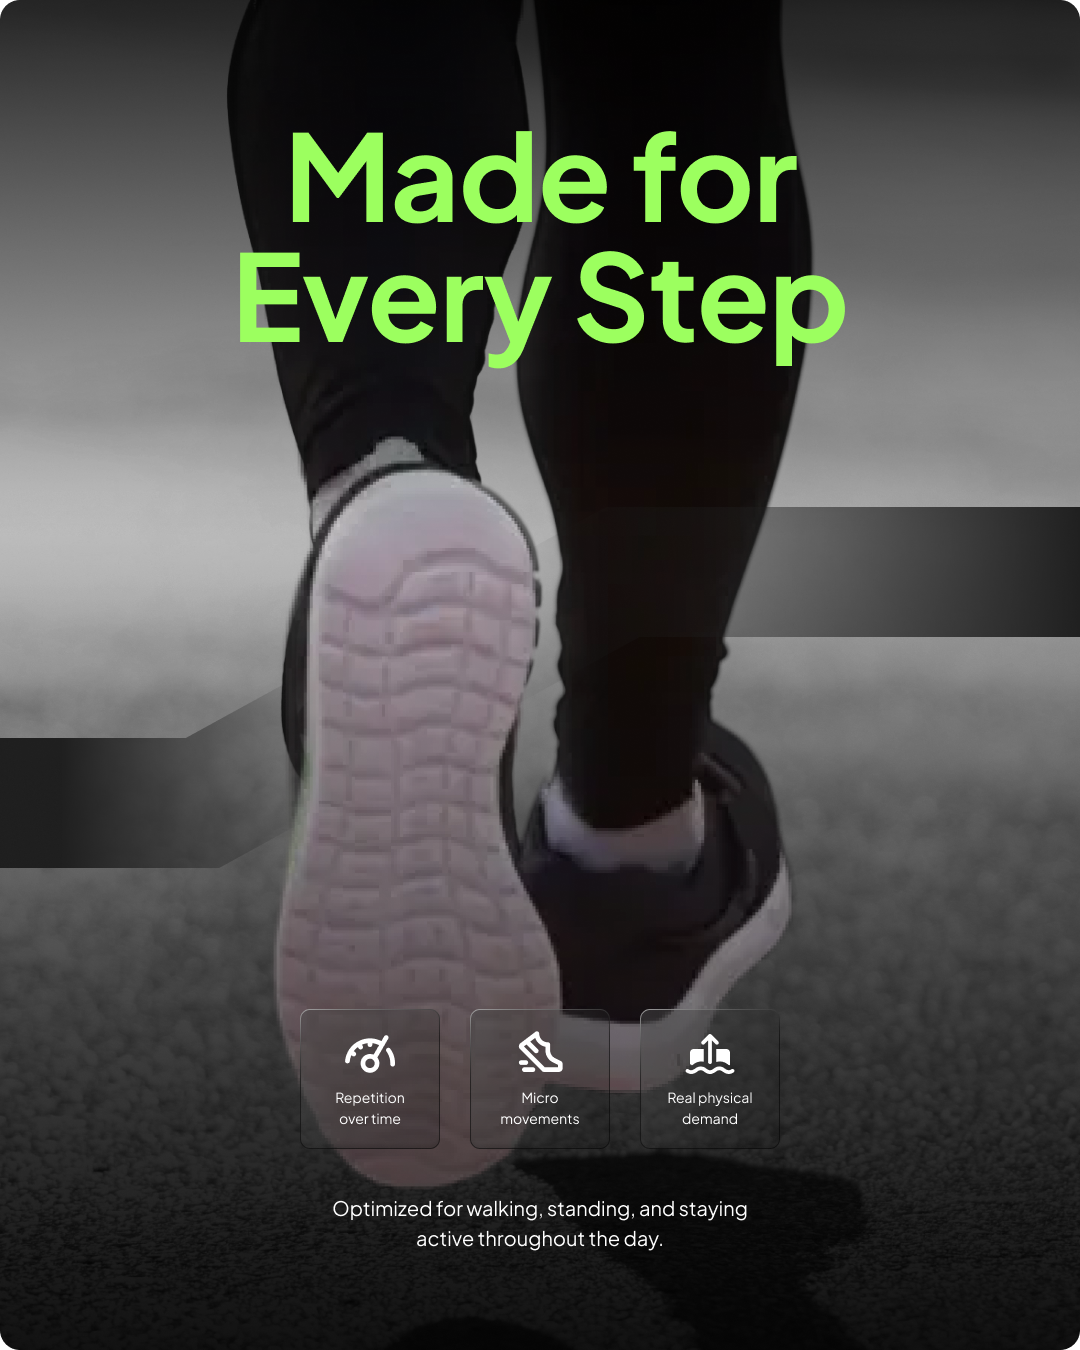 Made for
Every Step
Repetition
over time
Micro
movements
Real physical
demand
Optimized for walking, standing, and staying
active throughout the day.